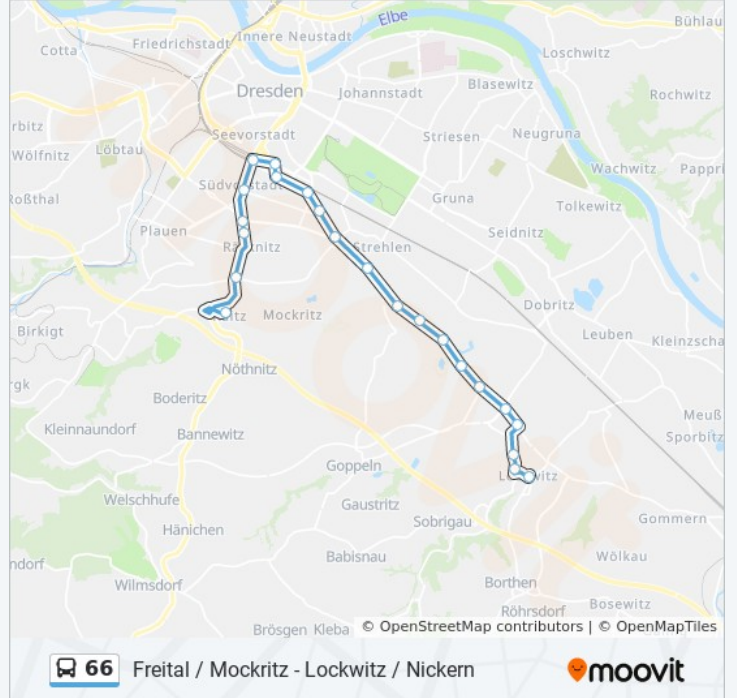 Bühlau
Elbe
Innere Neustadt
Friedrichstadt
Cotta
Loschwitz
Blasewitz
Dresden
Johannstadt
Rochwitz
rbitz
Seevorstadt
Striesen
Neugruna
Löbtau
Wölfnitz
Wachwitz
Pappri
Roßthal
Südvorstadt
Gruna
Tolkewitz
Plauen
Seidnitz
Strehlen
Mockritz
Dobritz
Birkigt
Leuben
Kleinzscha
Nöthnitz
rgk
Boderitz
Meuß
Kleinnaundorf
Bannewitz
Sporbitz
Goppeln
Lockwitz
Welschhufe
Gaustritz
Sobrigau
Gommern
Hänichen
Babisnau
Wölkau
ndorf
Wilmsdorf
Borthen
Röhrsdorf
Bosewitz
Brösgen
Kleba
© OpenStreetMap contributors | © OpenMapTiles
66
Freital / Mockritz - Lockwitz / Nickern
moovit